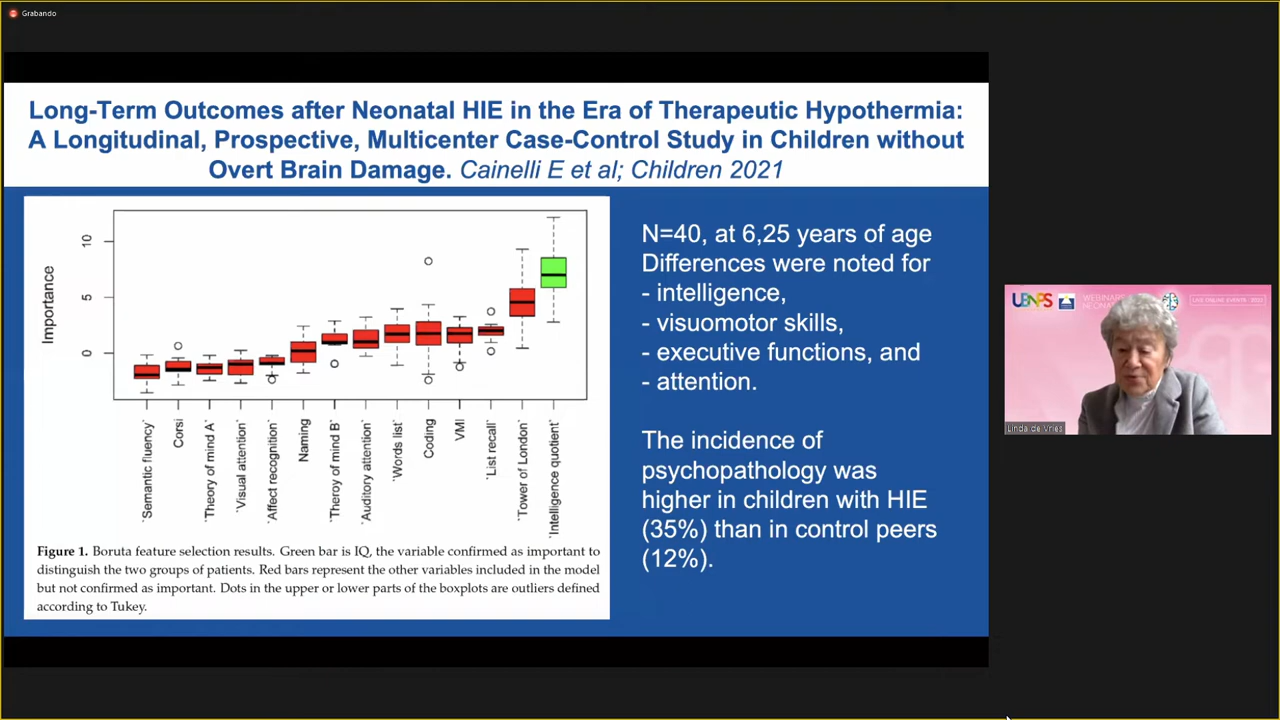 Grabando
Long-Term Outcomes after Neonatal HIE in the Era of Therapeutic Hypothermia:
A Longitudinal, Prospective, Multicenter Case-Control Study in Children without
Overt Brain Damage. Cainelli E et al; Children 2021
Importance
10
5
0
`Semantic fluency`
Corsi
`Theory of mind A`
`Visual attention`
`Affect recognition`
Naming
`Theroy of mind B`
`Auditory attention`
`Words list`
Coding
VMI
`List recall`
`Tower of London`
`Intelligence quotient`
Figure 1. Boruta feature selection results. Green bar is IQ, the variable confirmed as important to
distinguish the two groups of patients. Red bars represent the other variables included in the model
but not confirmed as important. Dots in the upper or lower parts of the boxplots are outliers defined
according to Tukey.
N=40, at 6,25 years of age
Differences were noted for
- intelligence,
- visuomotor skills,
- executive functions, and
- attention.
The incidence of
psychopathology was
higher in children with HIE
(35%) than in control peers
(12%).
WEBINAR
Linda de Vries